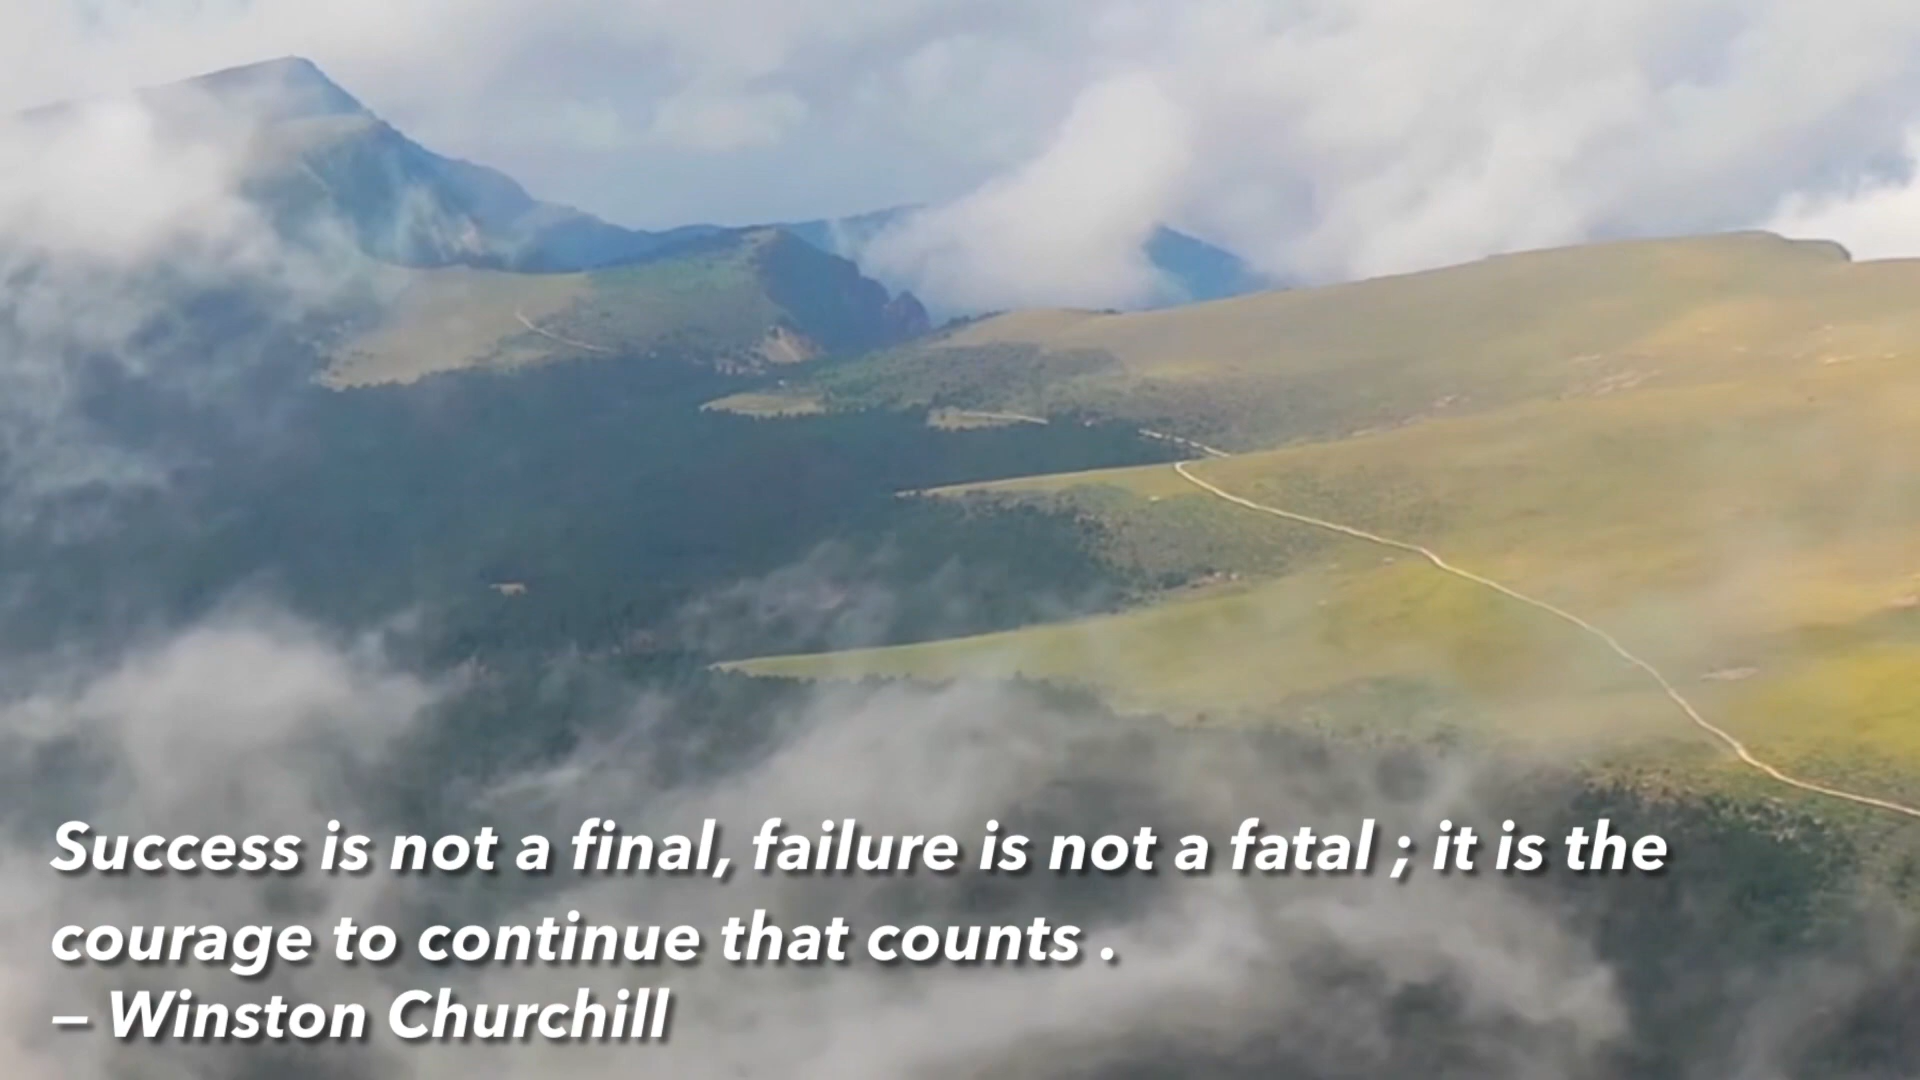 Success is not a final, failure is not a fatal ; it is the
courage to continue that counts .
– Winston Churchill